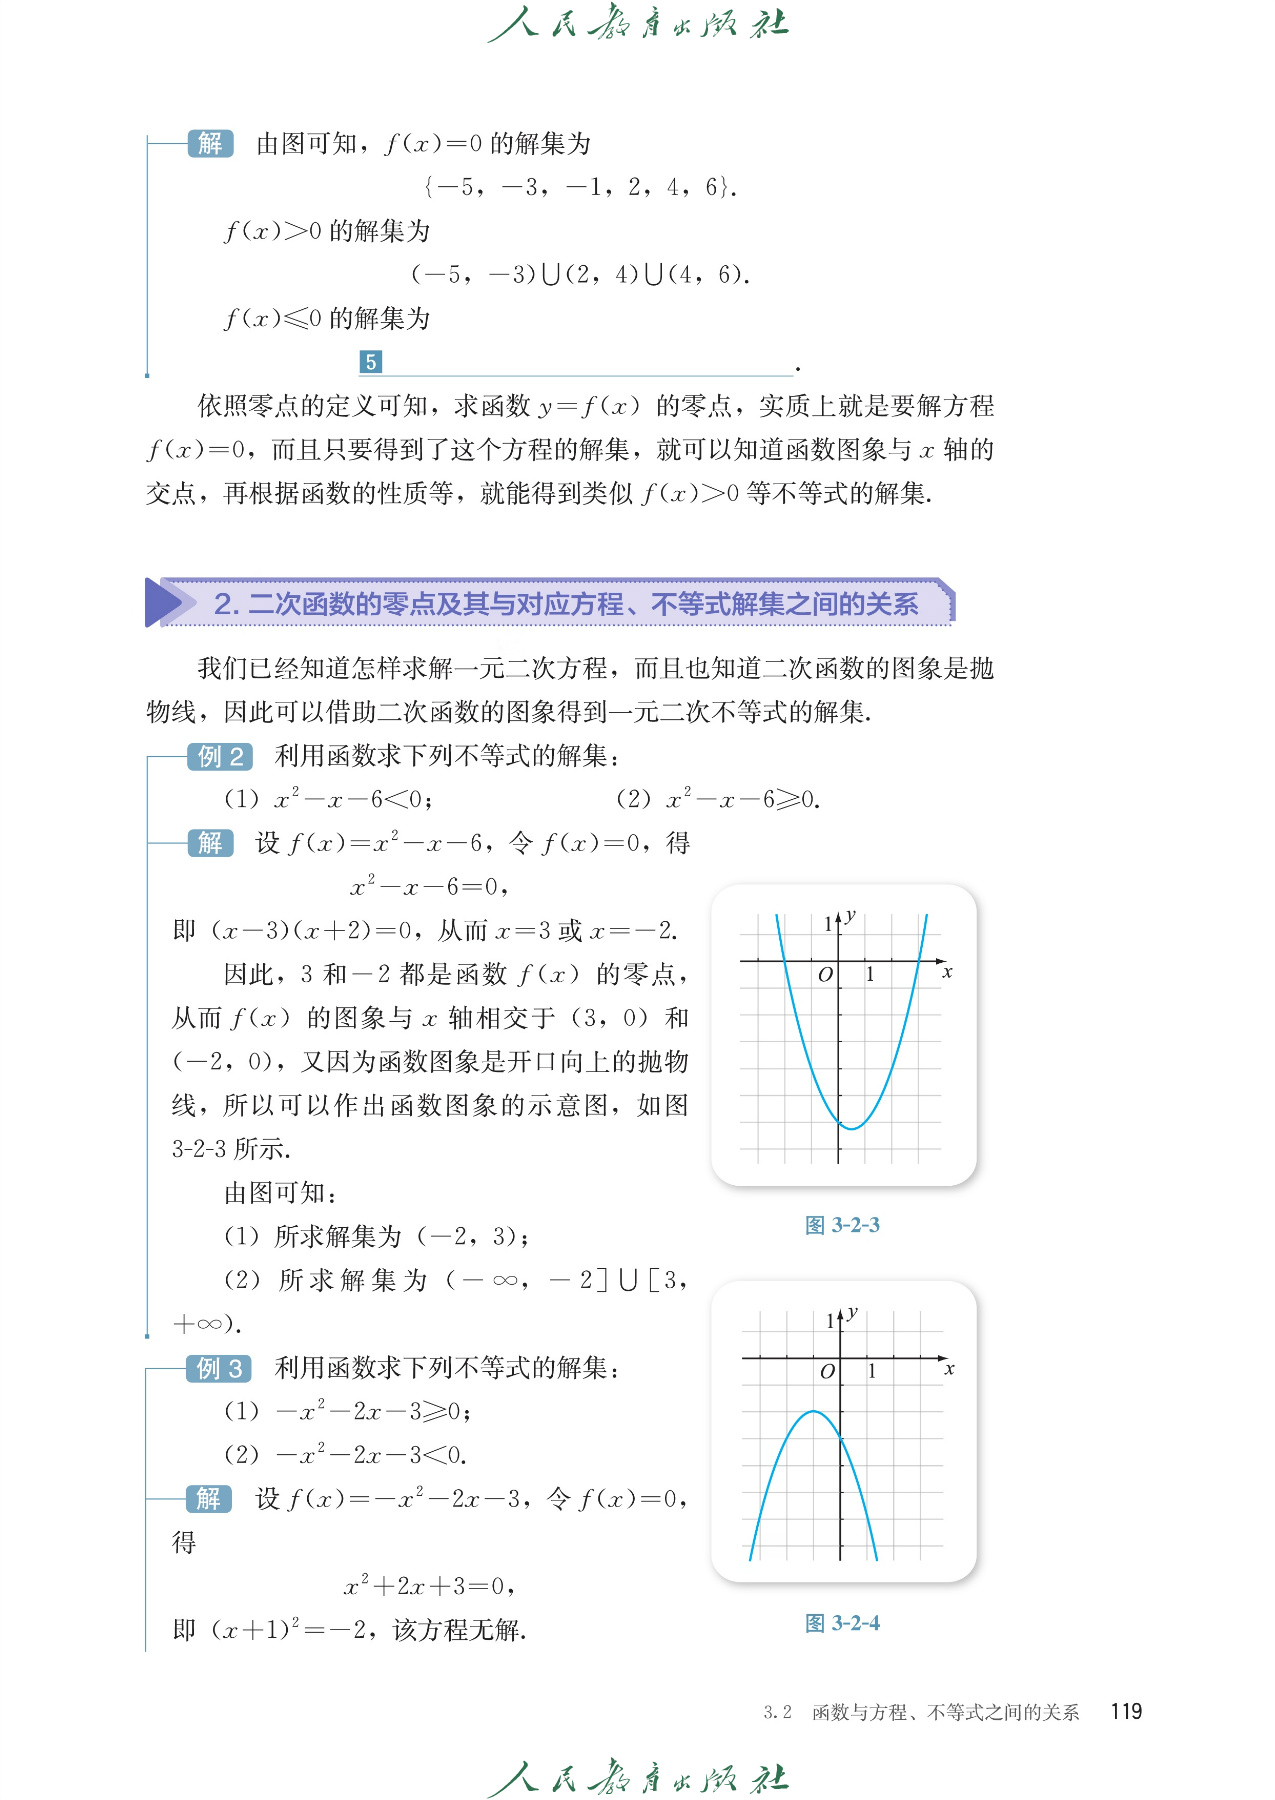 人民教育出版社
解 由图可知，f(x)=0 的解集为
{-5，-3，-1，2，4，6}.
f(x)>0 的解集为
(-5，-3)∪(2，4)∪(4，6).
f(x)≤0 的解集为
5 ____________________.
依照零点的定义可知，求函数 y=f(x) 的零点，实质上就是要解方程
f(x)=0，而且只要得到了这个方程的解集，就可以知道函数图象与 x 轴的
交点，再根据函数的性质等，就能得到类似 f(x)>0 等不等式的解集.
2. 二次函数的零点及其与对应方程、不等式解集之间的关系
我们已经知道怎样求解一元二次方程，而且也知道二次函数的图象是抛
物线，因此可以借助二次函数的图象得到一元二次不等式的解集.
例 2 利用函数求下列不等式的解集：
（1）x²-x-6<0； （2）x²-x-6≥0.
解 设 f(x)=x²-x-6，令 f(x)=0，得
x²-x-6=0，
即（x-3)(x+2)=0，从而 x=3 或 x=-2.
因此，3 和-2 都是函数 f(x) 的零点，
从而 f(x) 的图象与 x 轴相交于（3，0）和
(-2，0)，又因为函数图象是开口向上的抛物
线，所以可以作出函数图象的示意图，如图
3-2-3 所示.
由图可知：
（1）所求解集为（-2，3)；
（2）所求解集为（-∞，-2]∪[3，
+∞).
1 y
O 1 x
图 3-2-3
例 3 利用函数求下列不等式的解集：
（1）-x²-2x-3≥0；
（2）-x²-2x-3<0.
解 设 f(x)=-x²-2x-3，令 f(x)=0，
得
x²+2x+3=0，
即（x+1)²=-2，该方程无解.
1 y
O 1 x
图 3-2-4
3.2 函数与方程、不等式之间的关系 119
人民教育出版社